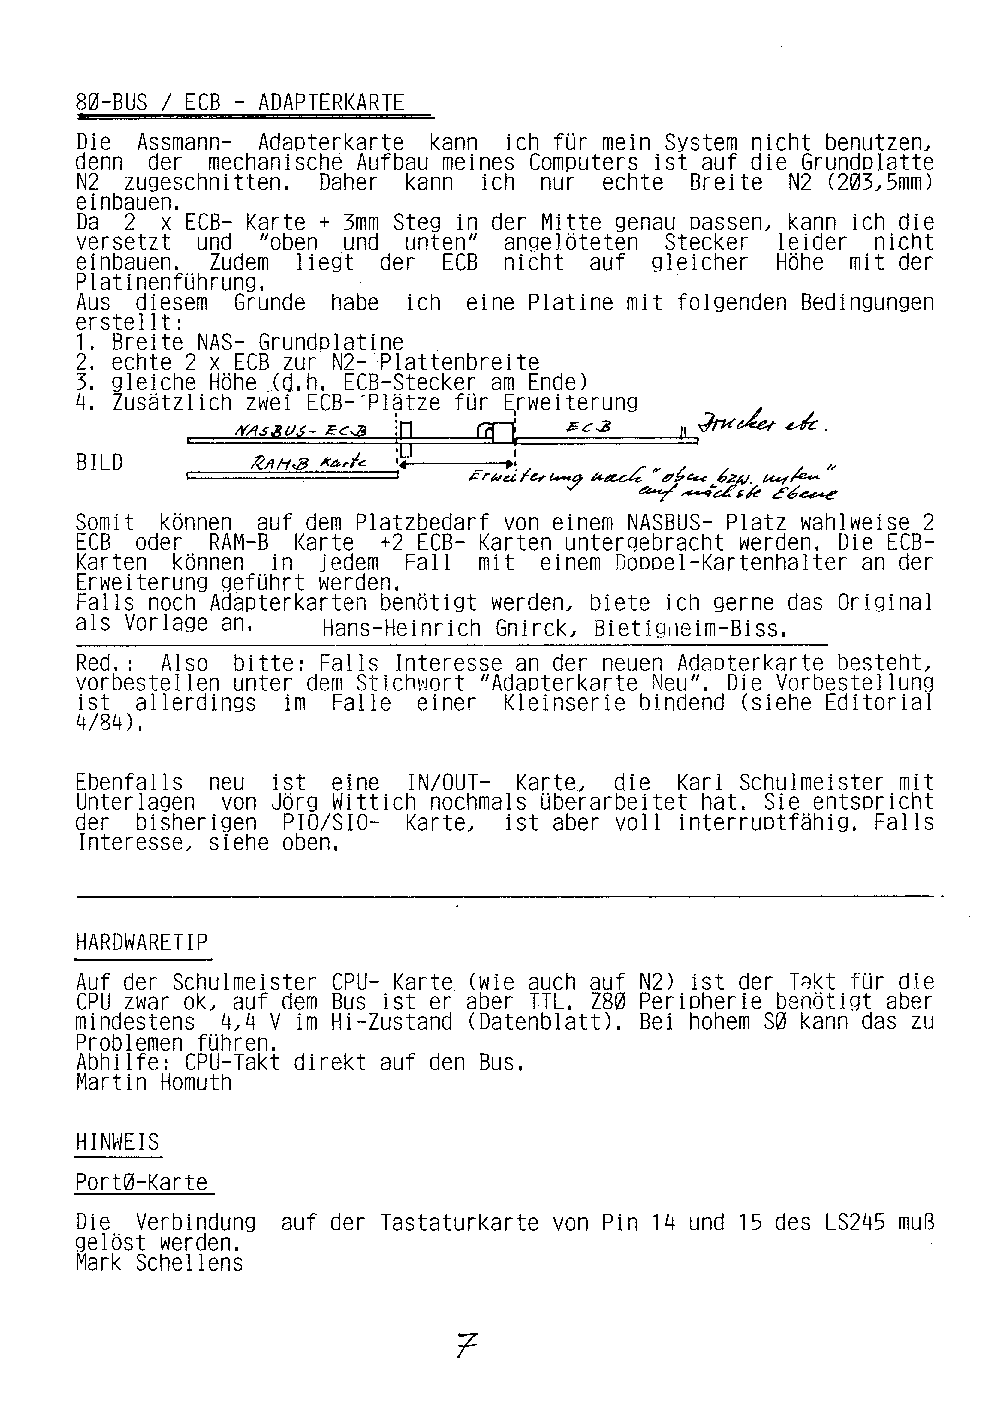 80-BUS / ECB - ADAPTERKARTE
Die Assmann- Adapterkarte kann ich für mein System nicht benutzen,
denn der mechanische Aufbau meines Computers ist auf die Grundplatte
N2 zugeschnitten. Daher kann ich nur echte Breite N2 (203,5mm)
einbauen.
Da 2 x ECB- Karte + 3mm Steg in der Mitte genau passen, kann ich die
versetzt und "oben und unten" angelöteten Stecker leider nicht
einbauen. Zudem liegt der ECB nicht auf gleicher Höhe mit der
Platinenführung.
Aus diesem Grunde habe ich eine Platine mit folgenden Bedingungen
erstellt:
1. Breite NAS- Grundplatine
2. echte 2 x ECB zur N2- Plattenbreite
3. gleiche Höhe (d.h. ECB-Stecker am Ende)
4. Zusätzlich zwei ECB- Plätze für Erweiterung
NASBUS- ECB ECB Drucker etc.
BILD RAM-B Karte Erweiterung nach "oben bzw. unten"
auf nächste Ebene
Somit können auf dem Platzbedarf von einem NASBUS- Platz wahlweise 2
ECB oder RAM-B Karte +2 ECB- Karten untergebracht werden. Die ECB-
Karten können in jedem Fall mit einem Doppel-Kartenhalter an der
Erweiterung geführt werden.
Falls noch Adapterkarten benötigt werden, biete ich gerne das Original
als Vorlage an. Hans-Heinrich Gnirck, Bietigheim-Biss.
Red.: Also bitte: Falls Interesse an der neuen Adapterkarte besteht,
vorbestellen unter dem Stichwort "Adapterkarte Neu". Die Vorbestellung
ist allerdings im Falle einer Kleinserie bindend (siehe Editorial
4/84).
Ebenfalls neu ist eine IN/OUT- Karte, die Karl Schulmeister mit
Unterlagen von Jörg Wittich nochmals überarbeitet hat. Sie entspricht
der bisherigen PIO/SIO- Karte, ist aber voll interruptfähig. Falls
Interesse, siehe oben.
HARDWARETIP
Auf der Schulmeister CPU- Karte (wie auch auf N2) ist der Takt für die
CPU zwar ok, auf dem Bus ist er aber TTL. Z80 Peripherie benötigt aber
mindestens 4,4 V im Hi-Zustand (Datenblatt). Bei hohem S0 kann das zu
Problemen führen.
Abhilfe: CPU-Takt direkt auf den Bus.
Martin Homuth
HINWEIS
Port0-Karte
Die Verbindung auf der Tastaturkarte von Pin 14 und 15 des LS245 muß
gelöst werden.
Mark Schellens
7